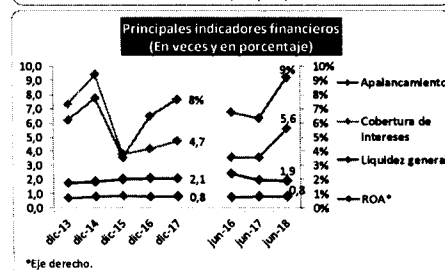 Principales indicadores financieros
(En veces y en porcentaje)
10,0
9,0
8,0
7,0
6,0
5,0
4,0
3,0
2,0
1,0
0,0
10%
9%
8%
7%
6%
5%
4%
3%
2%
1%
0%
8%
4,7
2,1
0,8
9%
5,6
1,9
0,8
dic-13
dic-14
dic-15
dic-16
dic-17
jun-16
jun-17
jun-18
Apalancamiento
Cobertura de
Intereses
Liquidez general
ROA*
*Eje derecho.